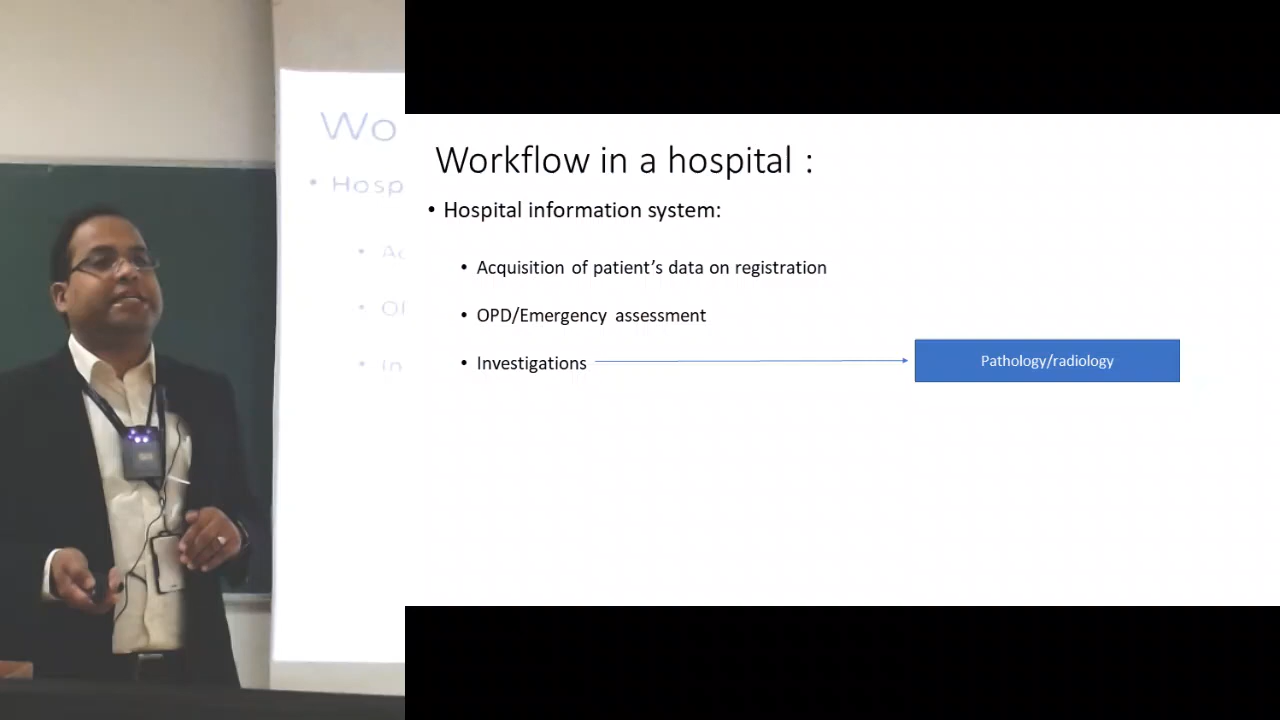 Wo
• Hosp
• Ac
• In
Workflow in a hospital :
• Hospital information system:
• Acquisition of patient's data on registration
• OPD/Emergency assessment
• Investigations
Pathology/radiology